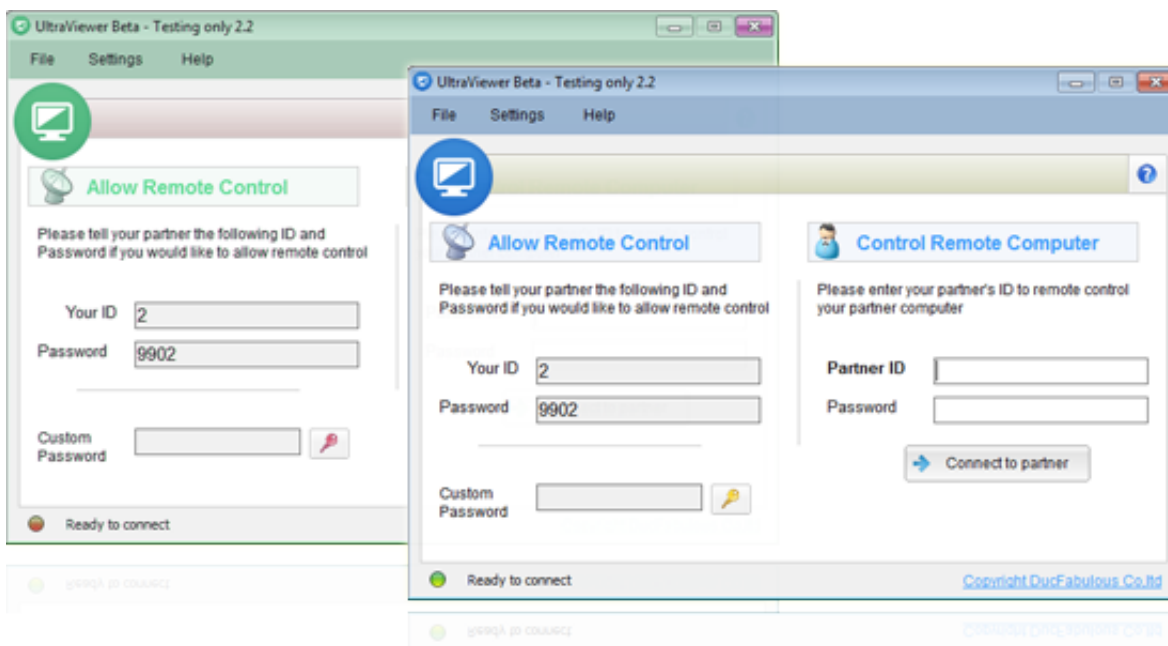 UltraViewer Beta - Testing only 2.2
File Settings Help
Allow Remote Control
Please tell your partner the following ID and
Password if you would like to allow remote control
Your ID 2
Password 9902
Custom
Password
Ready to connect
UltraViewer Beta - Testing only 2.2
File Settings Help
Allow Remote Control
Please tell your partner the following ID and
Password if you would like to allow remote control
Your ID 2
Password 9902
Custom
Password
Ready to connect
Control Remote Computer
Please enter your partner's ID to remote control
your partner computer
Partner ID
Password
Connect to partner
Copyright DucFabulous Co.ltd